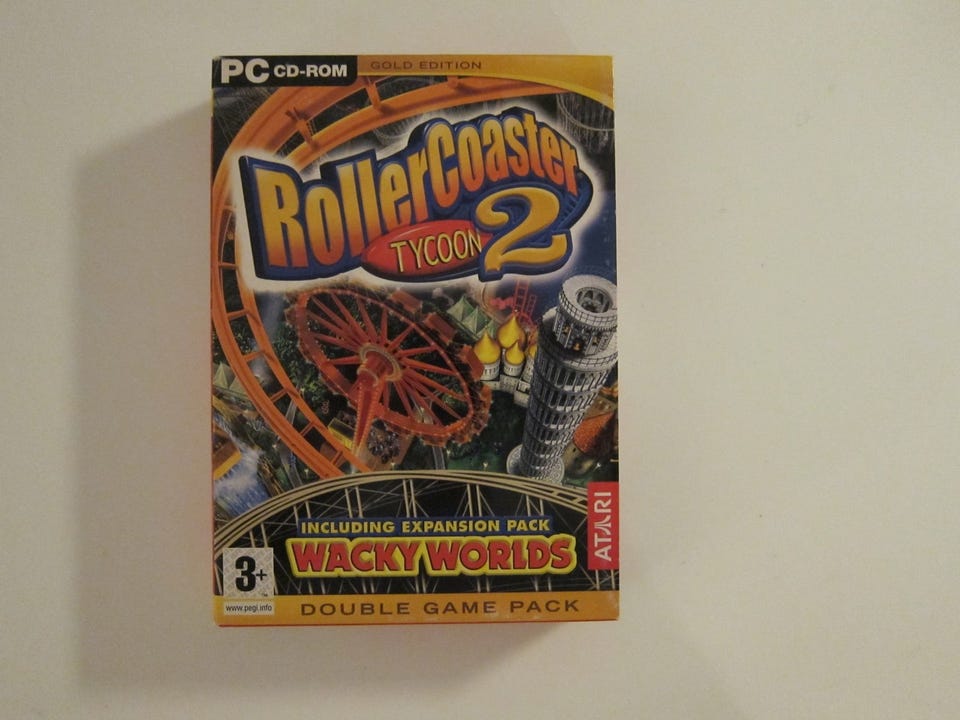 PC CD-ROM
GOLD EDITION
RollerCoaster
TYCOON 2
INCLUDING EXPANSION PACK
WACKY WORLDS
ATARI
3+
www.pegi.info
DOUBLE GAME PACK